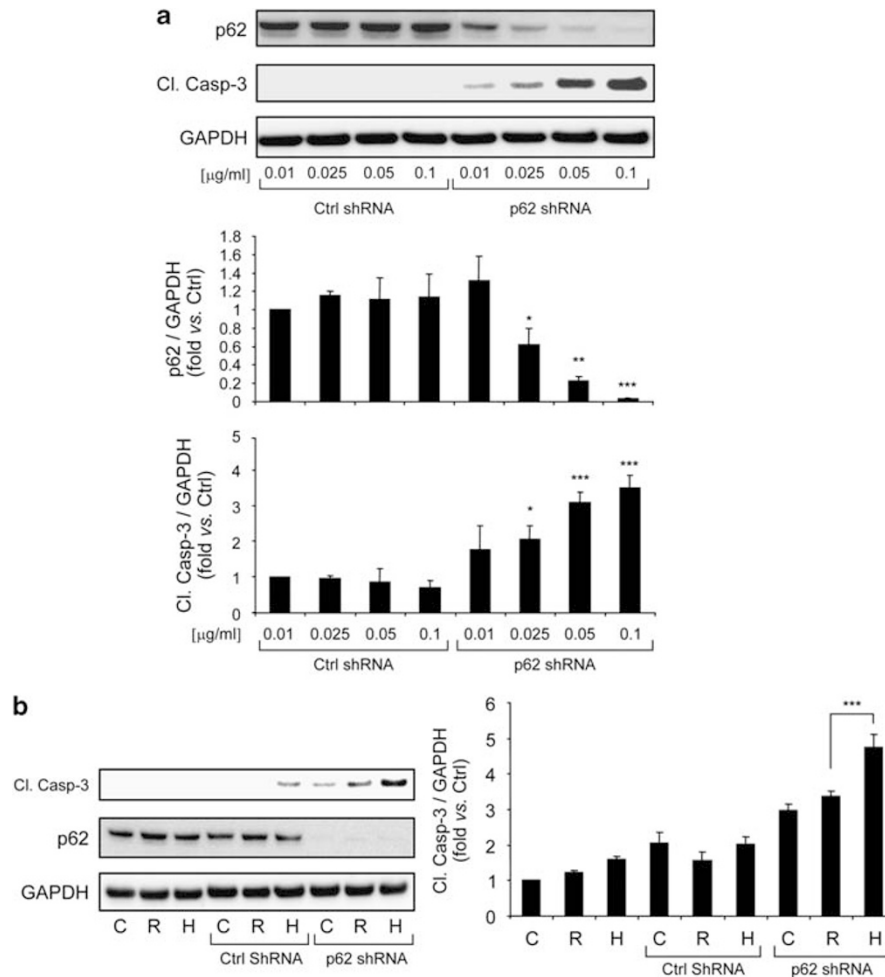 a
p62
Cl. Casp-3
GAPDH
[µg/ml] 0.01 0.025 0.05 0.1 0.01 0.025 0.05 0.1
Ctrl shRNA p62 shRNA
p62 / GAPDH
(fold vs. Ctrl)
1.8
1.6
1.4
1.2
1
0.8
0.6
0.4
0.2
0
*
**
***
Cl. Casp-3 / GAPDH
(fold vs. Ctrl)
5
4
3
2
1
0
*
***
***
[µg/ml] 0.01 0.025 0.05 0.1 0.01 0.025 0.05 0.1
Ctrl shRNA p62 shRNA
b
Cl. Casp-3
p62
GAPDH
C R H C R H C R H
Ctrl ShRNA p62 shRNA
Cl. Casp-3 / GAPDH
(fold vs. Ctrl)
6
5
4
3
2
1
0
***
C R H C R H C R H
Ctrl ShRNA p62 shRNA